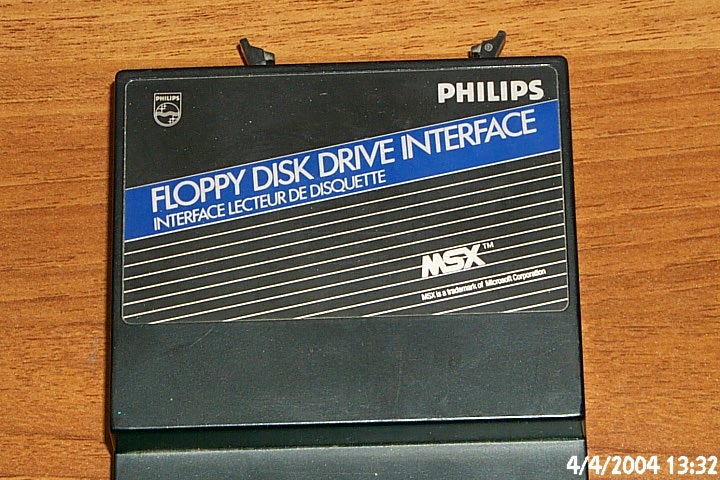 PHILIPS
PHILIPS
FLOPPY DISK DRIVE INTERFACE
INTERFACE LECTEUR DE DISQUETTE
MSX™
MSX is a trademark of Microsoft Corporation
4/4/2004 13:32